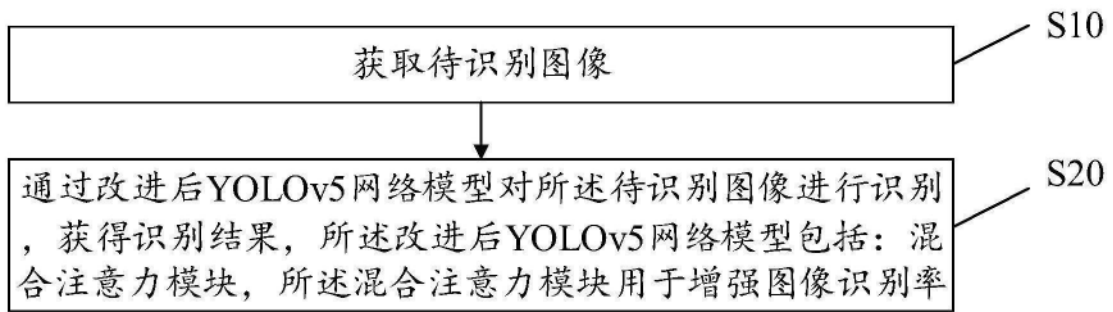 S10
获取待识别图像
S20
通过改进后YOLOv5网络模型对所述待识别图像进行识别
，获得识别结果，所述改进后YOLOv5网络模型包括：混
合注意力模块，所述混合注意力模块用于增强图像识别率